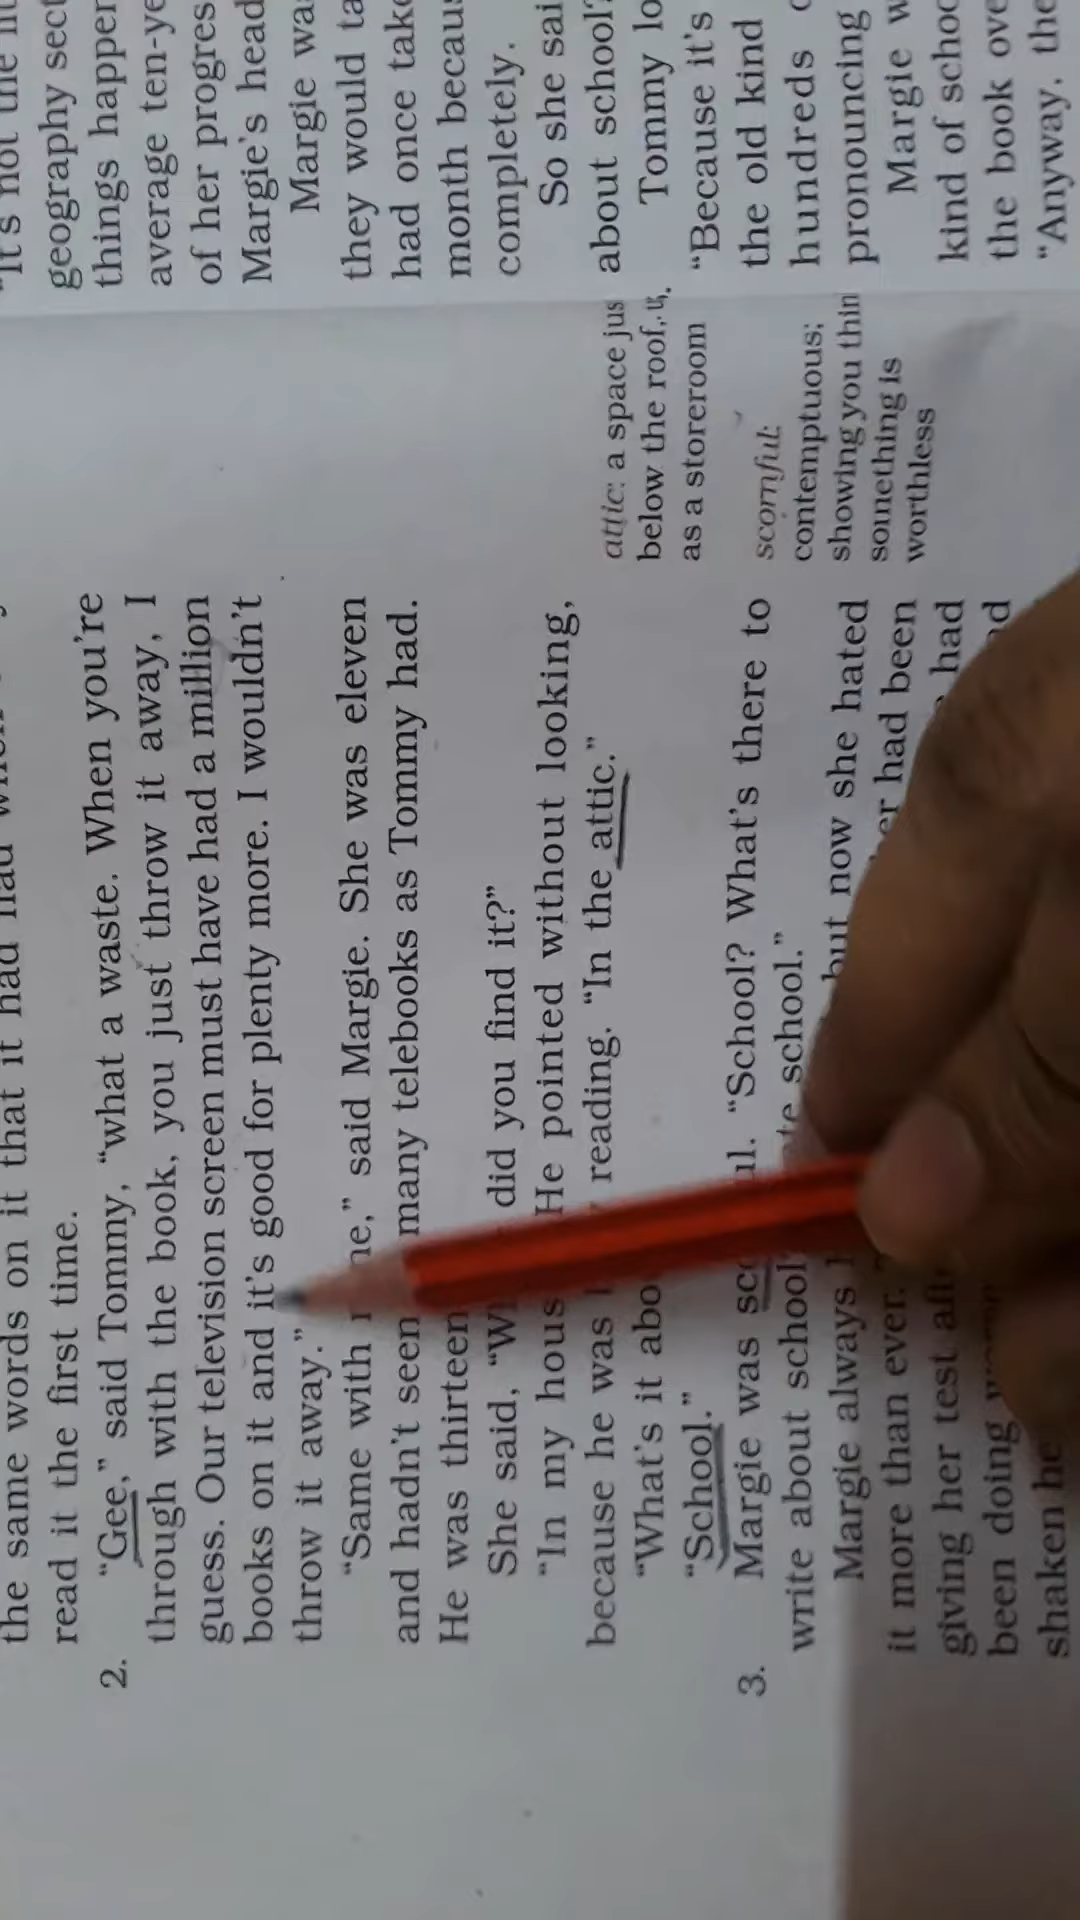 the same words on it that it had had when
read it the first time.
2. “Gee,” said Tommy, “what a waste. When you’re
through with the book, you just throw it away, I
guess. Our television screen must have had a million
books on it and it’s good for plenty more. I wouldn’t
throw it away.”
“Same with me,” said Margie. She was eleven
and hadn’t seen many telebooks as Tommy had.
He was thirteen
She said, “W did you find it?”
“In my hous He pointed without looking,
because he was reading. “In the attic.”
“What’s it abo
“School.”
3. Margie was sc ul. “School? What’s there to
write about school te school.”
Margie always but now she hated
it more than ever. er had been
giving her test aft had
been doing
shaken he
attic: a space jus
below the roof,
as a storeroom
scornful:
contemptuous;
showing you thin
something is
worthless
“It’s not the
geography sect
things happen
average ten-ye
of her progres
Margie’s head
Margie was
they would ta
had once take
month becaus
completely.
So she sai
about school?
Tommy lo
“Because it’s
the old kind
hundreds
pronouncing
Margie w
kind of schoo
the book ove
“Anyway, the